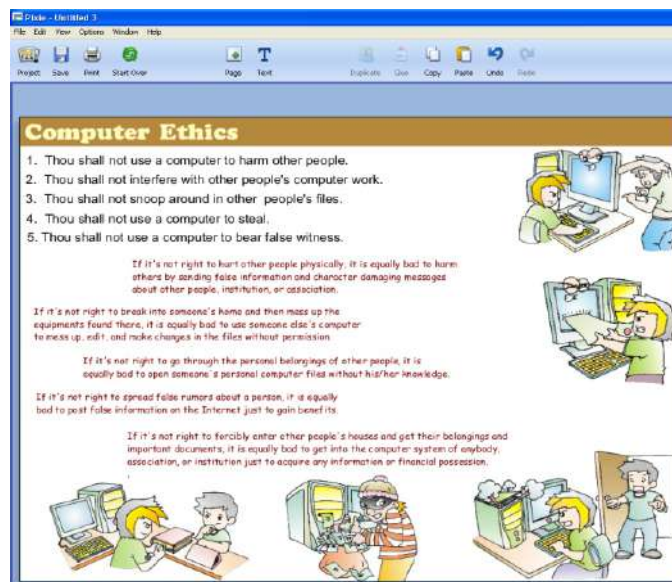 Pixie - Untitled 3
File Edit View Options Window Help
Project Save Print Start Over Page Text Duplicate Glue Copy Paste Undo Redo
Computer Ethics
1. Thou shall not use a computer to harm other people.
2. Thou shall not interfere with other people's computer work.
3. Thou shall not snoop around in other people's files.
4. Thou shall not use a computer to steal.
5. Thou shall not use a computer to bear false witness.
If it's not right to hurt other people physically, it is equally bad to harm
others by sending false information and character damaging messages
about other people, institution, or association.
If it's not right to break into someone's home and then mess up the
equipments found there, it is equally bad to use someone else's computer
to mess up, edit, and make changes in the files without permission.
If it's not right to go through the personal belongings of other people, it is
equally bad to open someone's personal computer files without his/her knowledge.
If it's not right to spread false rumors about a person, it is equally
bad to post false information on the Internet just to gain benefits.
If it's not right to forcibly enter other people's houses and get their belongings and
important documents, it is equally bad to get into the computer system of anybody,
association, or institution just to acquire any information or financial possession.